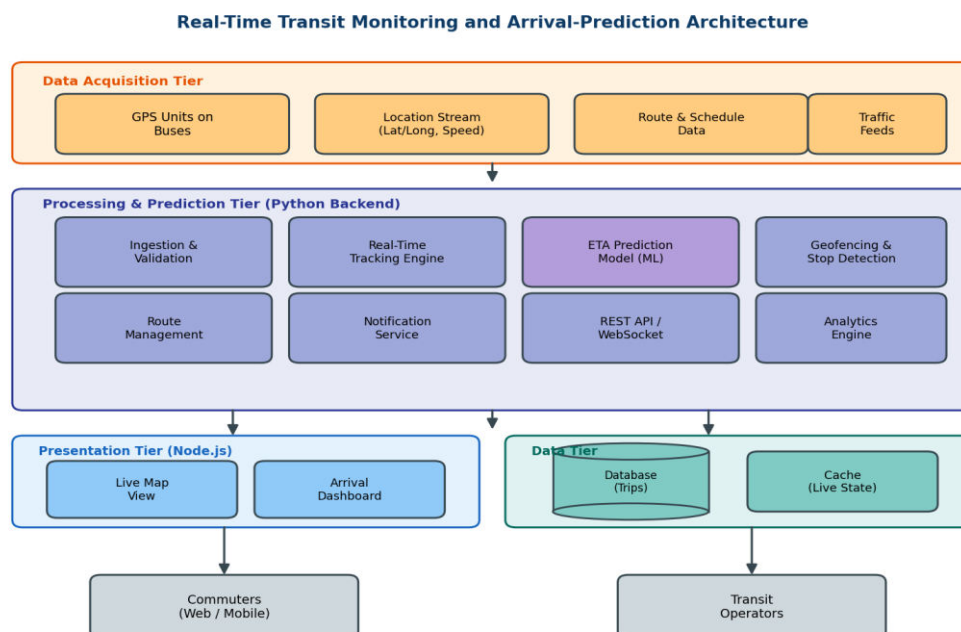 Real-Time Transit Monitoring and Arrival-Prediction Architecture
Data Acquisition Tier
GPS Units on
Buses
Location Stream
(Lat/Long, Speed)
Route & Schedule
Data
Traffic
Feeds
Processing & Prediction Tier (Python Backend)
Ingestion &
Validation
Real-Time
Tracking Engine
ETA Prediction
Model (ML)
Geofencing &
Stop Detection
Route
Management
Notification
Service
REST API /
WebSocket
Analytics
Engine
Presentation Tier (Node.js)
Live Map
View
Arrival
Dashboard
Data Tier
Database
(Trips)
Cache
(Live State)
Commuters
(Web / Mobile)
Transit
Operators